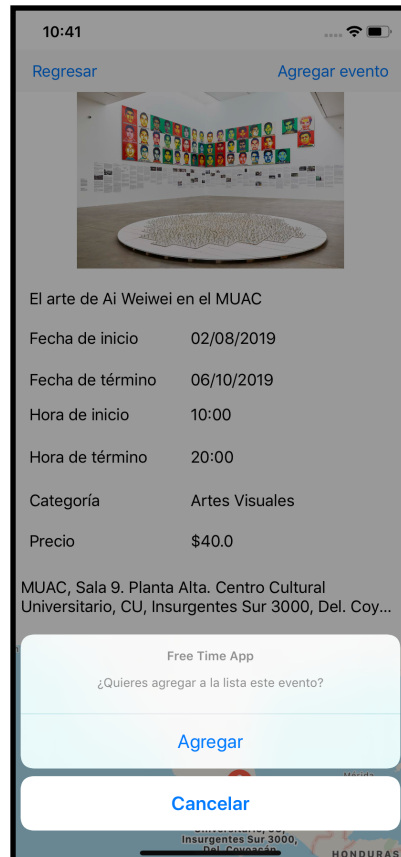 10:41
Regresar Agregar evento
El arte de Ai Weiwei en el MUAC
Fecha de inicio 02/08/2019
Fecha de término 06/10/2019
Hora de inicio 10:00
Hora de término 20:00
Categoría Artes Visuales
Precio $40.0
MUAC, Sala 9. Planta Alta. Centro Cultural
Universitario, CU, Insurgentes Sur 3000, Del. Coy...
Free Time App
¿Quieres agregar a la lista este evento?
Agregar
Mérida
Cancelar
Universitario, CU,
Insurgentes Sur 3000,
Del. Coyoacán
HONDURAS